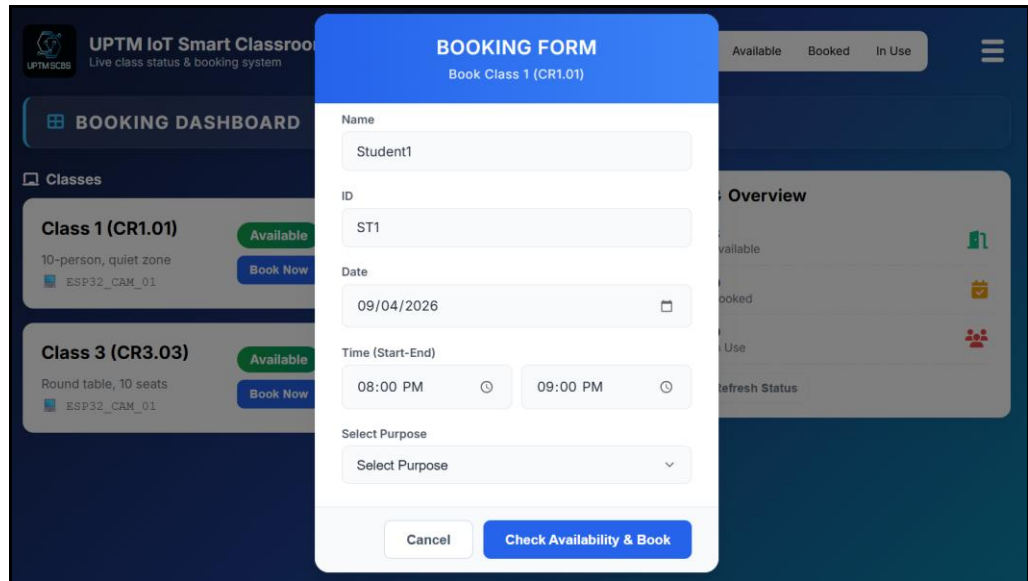 UPTM IoT Smart Classroo
Live class status & booking system
UPTMSCBS
Available Booked In Use
BOOKING DASHBOARD
Classes
Class 1 (CR1.01)
Available
10-person, quiet zone
Book Now
ESP32_CAM_01
Class 3 (CR3.03)
Available
Round table, 10 seats
Book Now
ESP32_CAM_01
BOOKING FORM
Book Class 1 (CR1.01)
Name
Student1
ID
ST1
Date
09/04/2026
Time (Start-End)
08:00 PM 09:00 PM
Select Purpose
Select Purpose
Cancel Check Availability & Book
Overview
vailable
ooked
Use
efresh Status